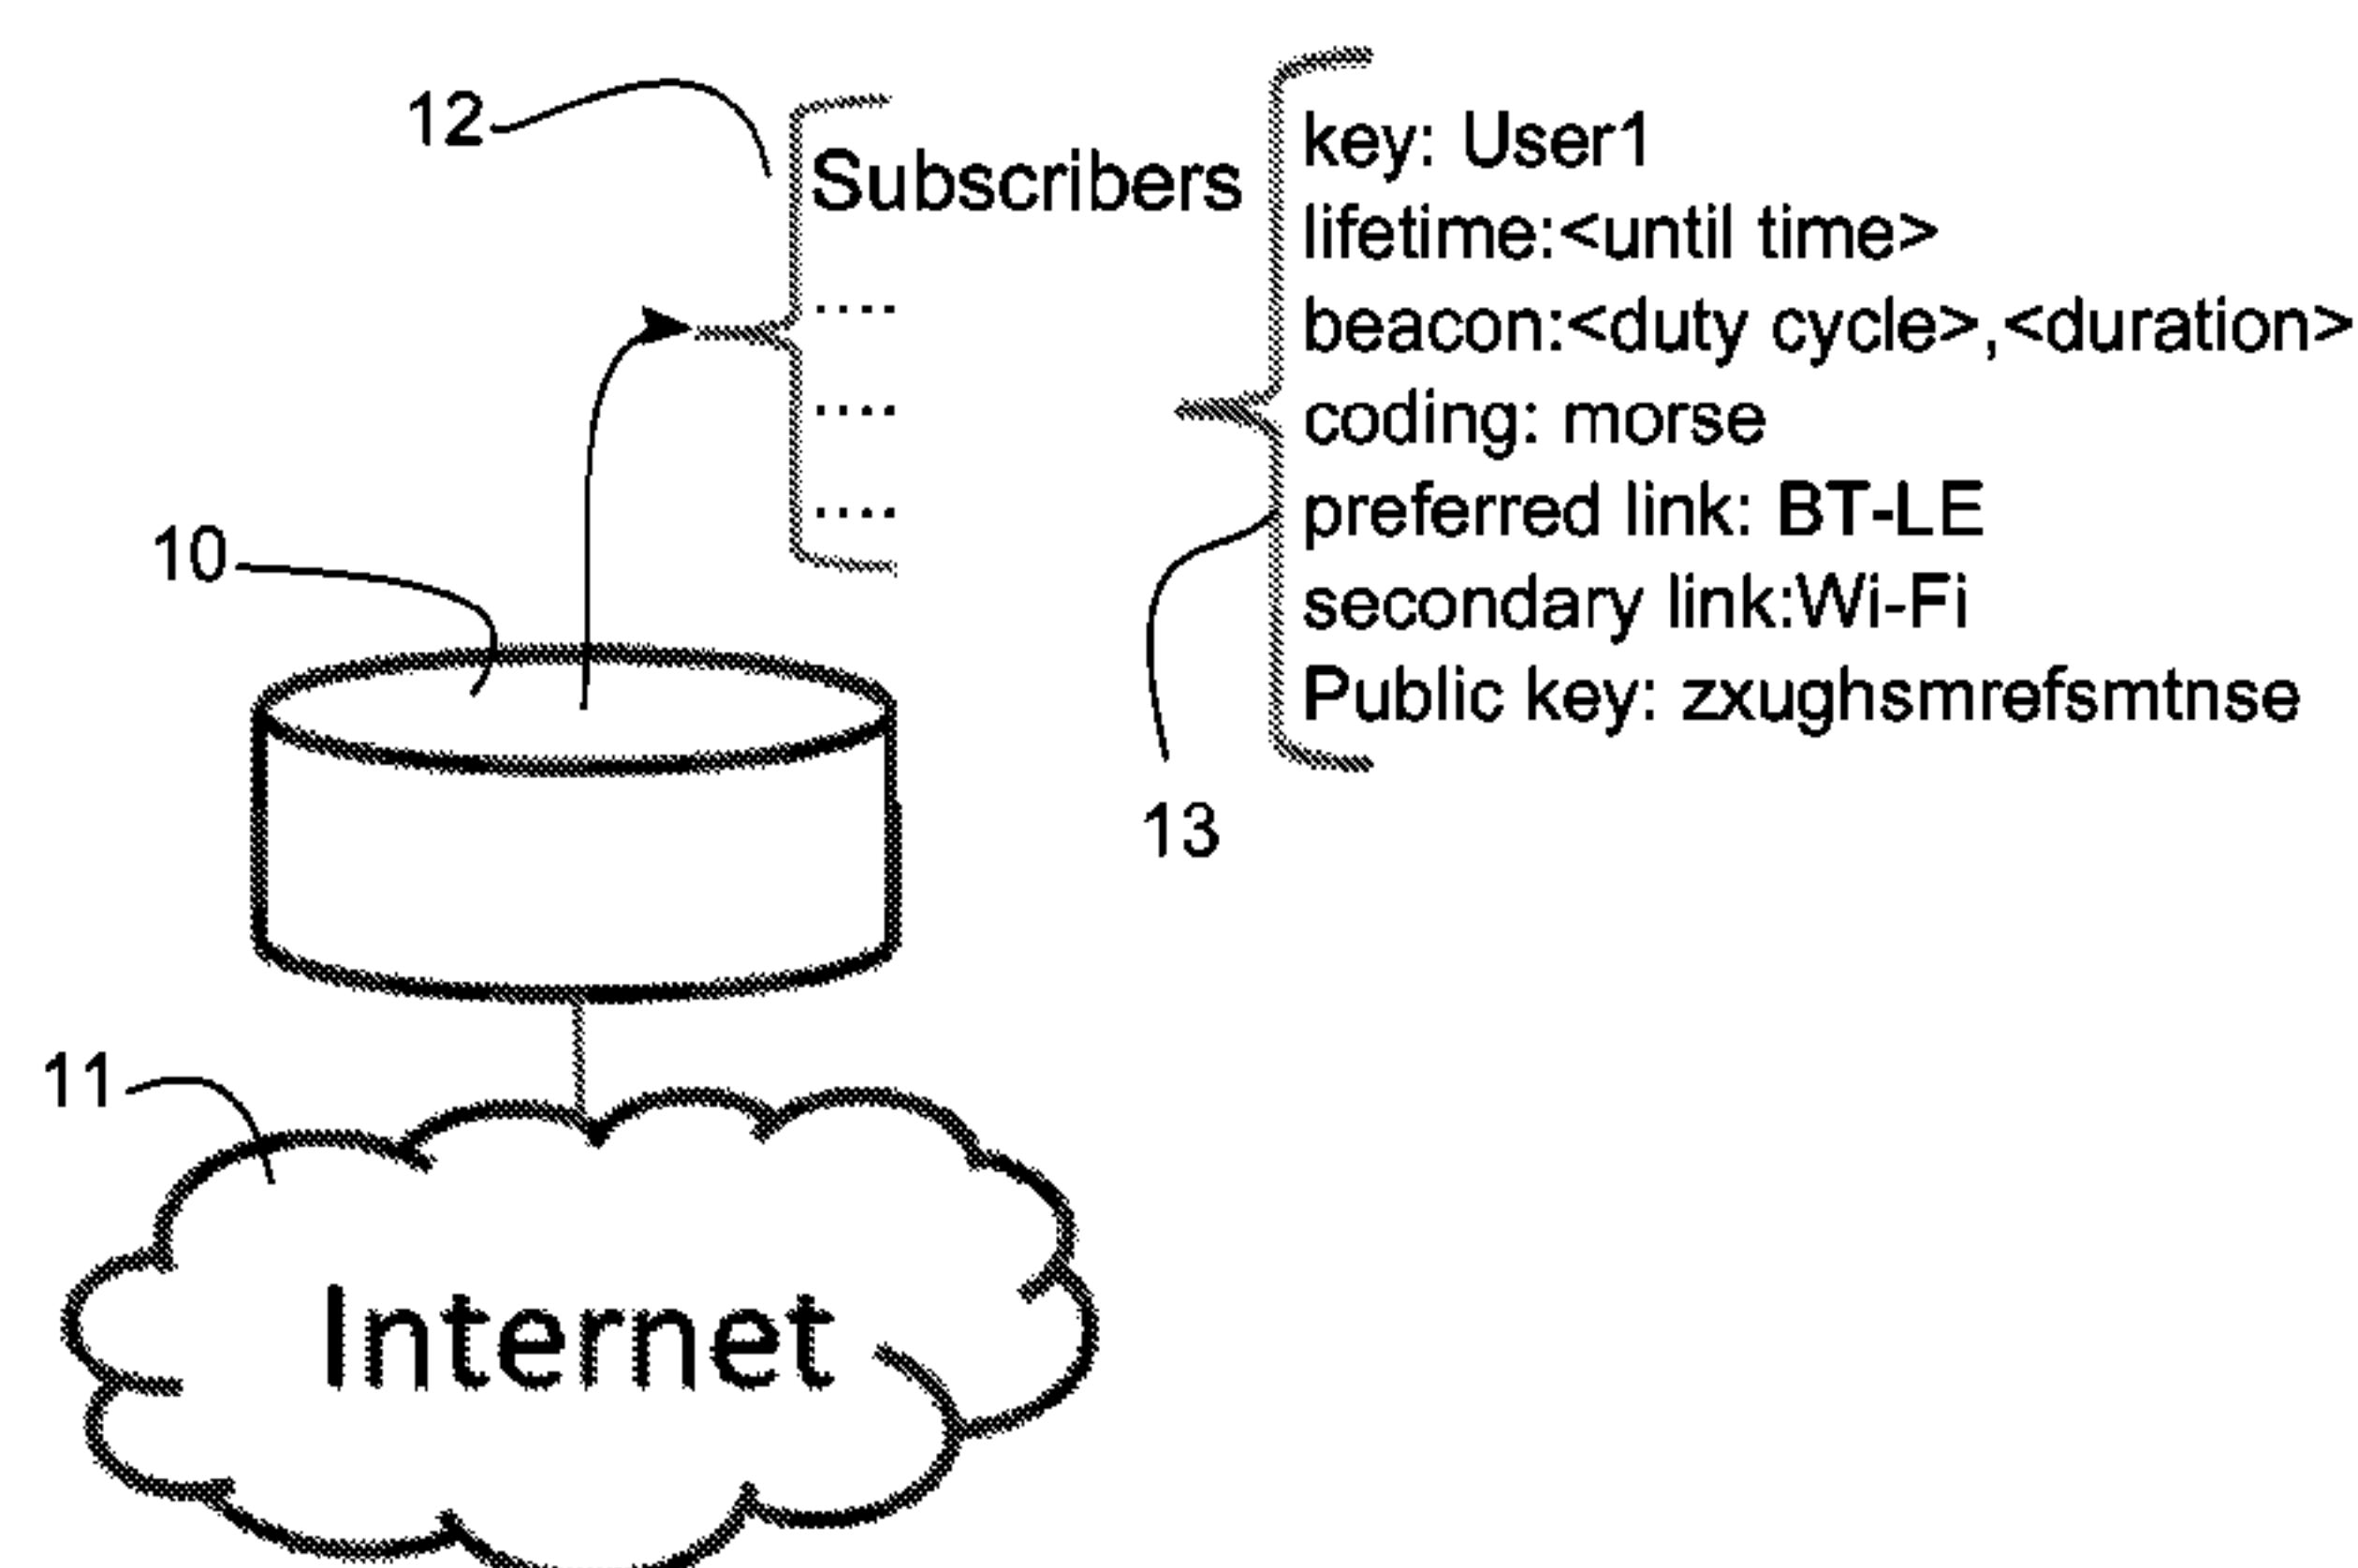 12
Subscribers
....
....
....
key: User1
lifetime:<until time>
beacon:<duty cycle>,<duration>
coding: morse
preferred link: BT-LE
secondary link:Wi-Fi
Public key: zxughsmrefsmtnse
13
10
11
Internet